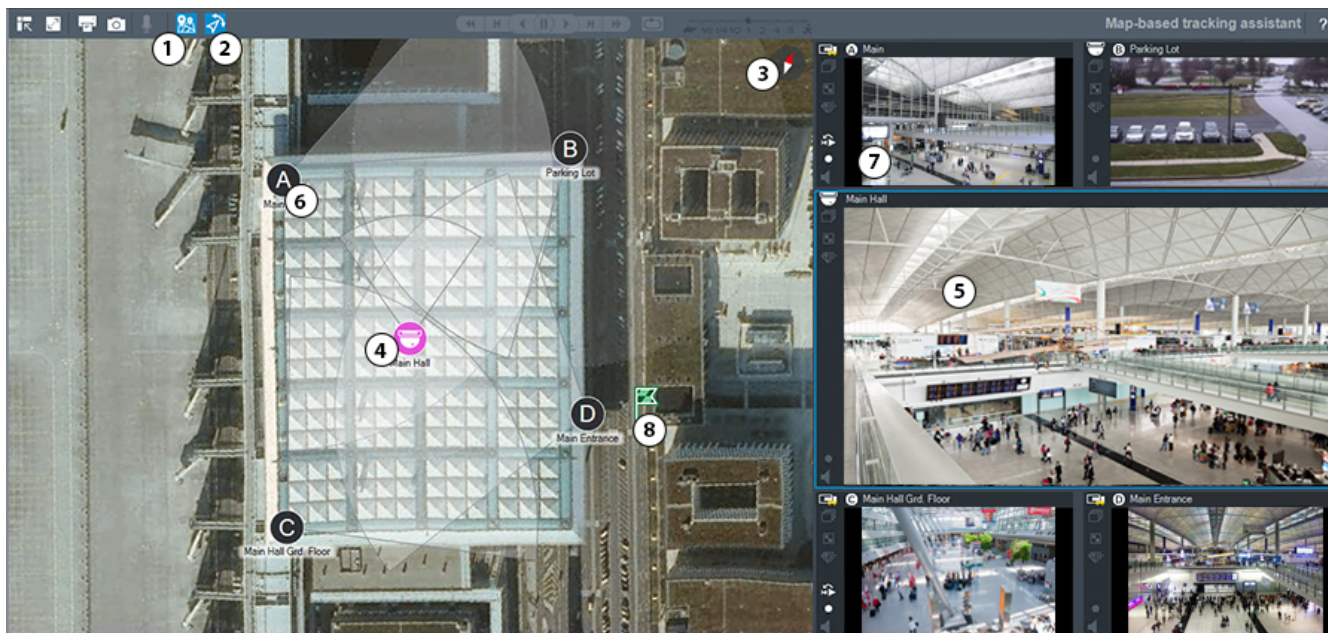 Map-based tracking assistant
?
1
2
3
A Main
B Parking Lot
B
Parking Lot
A
Main
6
7
Main Hall
5
4
Main Hall
D
Main Entrance
8
C
Main Hall Grd. Floor
C Main Hall Grd. Floor
D Main Entrance